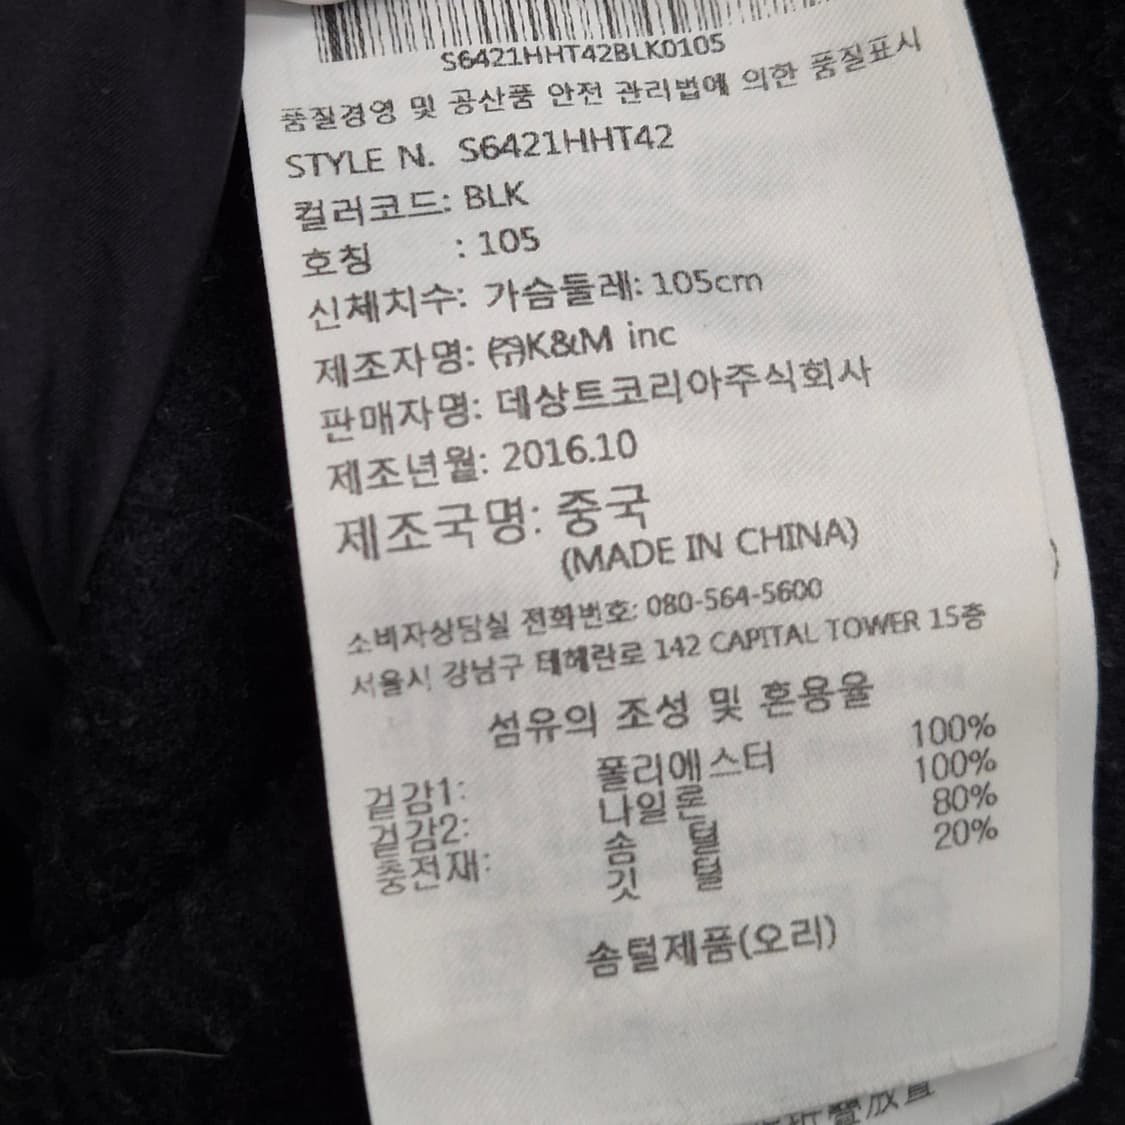 S6421HHT42BLK0105
품질경영 및 공산품 안전 관리법에 의한 품질표시
STYLE N. S6421HHT42
컬러코드: BLK
호칭 : 105
신체치수: 가슴둘레: 105cm
제조자명: ㈜K&M inc
판매자명: 데상트코리아주식회사
제조년월: 2016.10
제조국명: 중국
(MADE IN CHINA)
소비자상담실 전화번호: 080-564-5600
서울시 강남구 테헤란로 142 CAPITAL TOWER 15층
섬유의 조성 및 혼용율
겉감1: 폴리에스터 100%
겉감2: 나일론 100%
충전재: 솜 털 80%
깃 털 20%
솜털제품(오리)